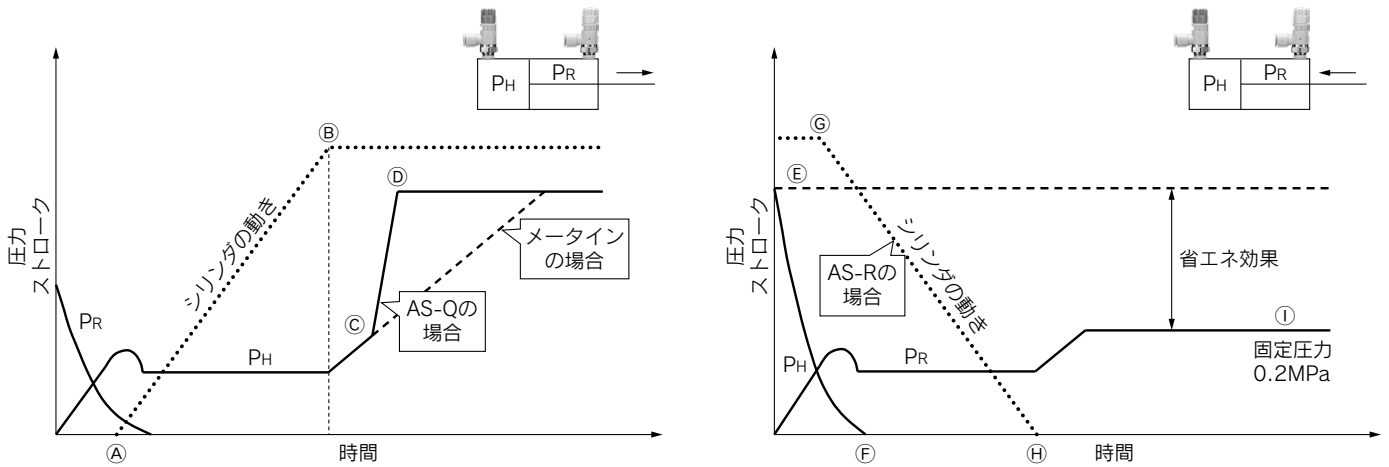 PH
PR
圧力
ストローク
Ⓑ
Ⓓ
シリンダの動き
メータイン
の場合
AS-Qの
場合
Ⓒ
PR
PH
Ⓐ
時間
PH
PR
圧力
ストローク
Ⓖ
Ⓔ
シリンダの動き
AS-Rの
場合
省エネ効果
Ⓘ
固定圧力
0.2MPa
PH
PR
Ⓕ
Ⓗ
時間